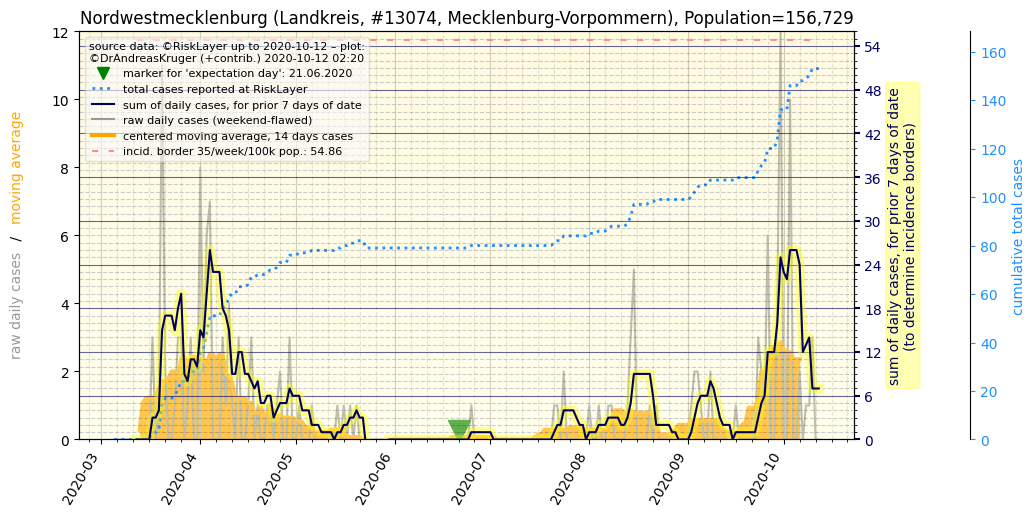 Nordwestmecklenburg (Landkreis, #13074, Mecklenburg-Vorpommern), Population=156,729
source data: ©RiskLayer up to 2020-10-12 – plot:
©DrAndreasKruger (+contrib.) 2020-10-12 02:20
marker for 'expectation day': 21.06.2020
total cases reported at RiskLayer
sum of daily cases, for prior 7 days of date
raw daily cases (weekend-flawed)
centered moving average, 14 days cases
incid. border 35/week/100k pop.: 54.86
raw daily cases / moving average
12
10
8
6
4
2
0
54
48
42
36
30
24
18
12
6
0
sum of daily cases, for prior 7 days of date
(to determine incidence borders)
160
140
120
100
80
60
40
20
0
cumulative total cases
2020-03
2020-04
2020-05
2020-06
2020-07
2020-08
2020-09
2020-10